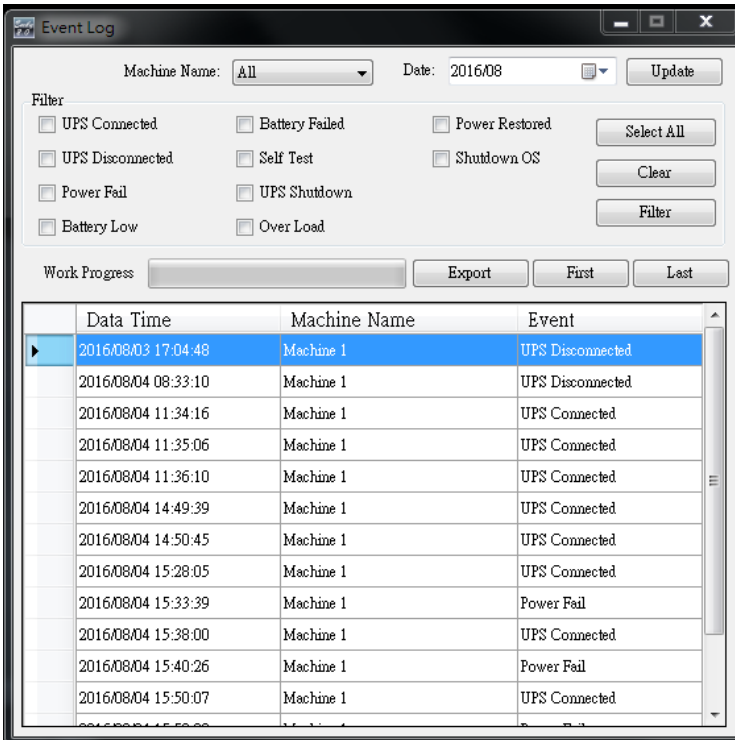 Event Log
Machine Name: All Date: 2016/08 Update
Filter
UPS Connected Battery Failed Power Restored Select All
UPS Disconnected Self Test Shutdown OS Clear
Power Fail UPS Shutdown Filter
Battery Low Over Load
Work Progress Export First Last
Data Time Machine Name Event
2016/08/03 17:04:48 Machine 1 UPS Disconnected
2016/08/04 08:33:10 Machine 1 UPS Disconnected
2016/08/04 11:34:16 Machine 1 UPS Connected
2016/08/04 11:35:06 Machine 1 UPS Connected
2016/08/04 11:36:10 Machine 1 UPS Connected
2016/08/04 14:49:39 Machine 1 UPS Connected
2016/08/04 14:50:45 Machine 1 UPS Connected
2016/08/04 15:28:05 Machine 1 UPS Connected
2016/08/04 15:33:39 Machine 1 Power Fail
2016/08/04 15:38:00 Machine 1 UPS Connected
2016/08/04 15:40:26 Machine 1 Power Fail
2016/08/04 15:50:07 Machine 1 UPS Connected